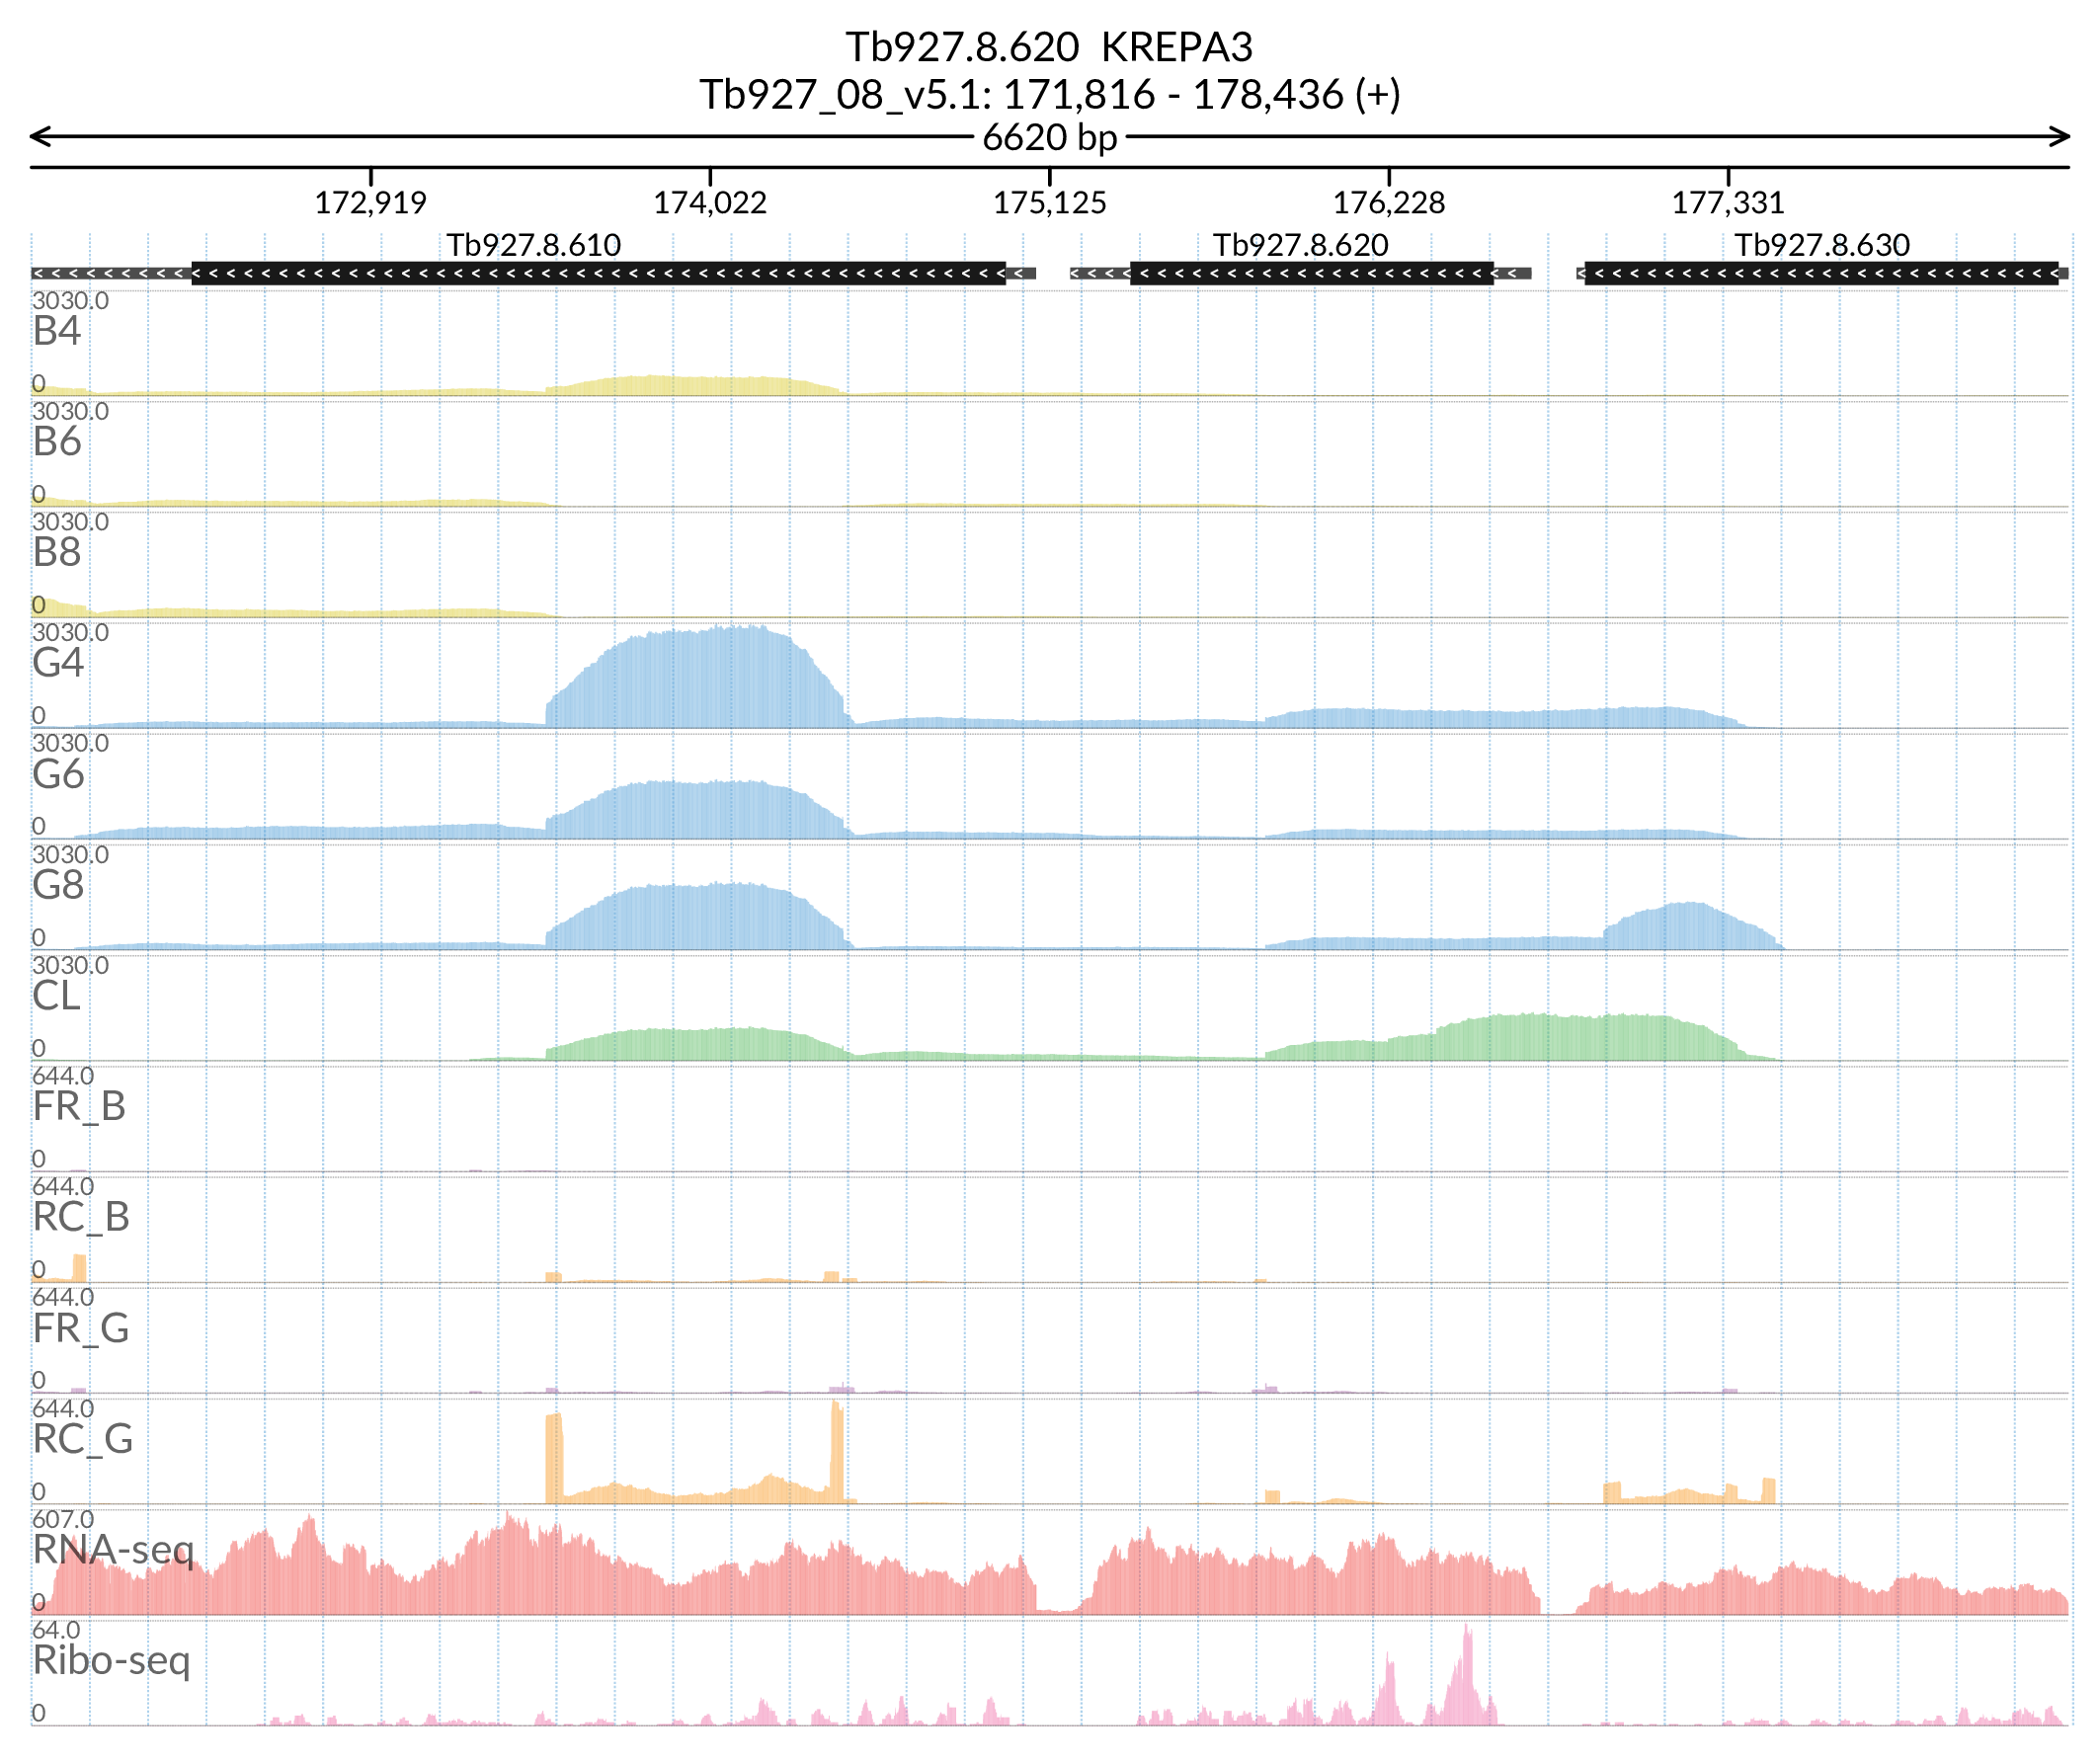 Tb927.8.620 KREPA3
Tb927_08_v5.1: 171,816 - 178,436 (+)
6620 bp
172,919 174,022 175,125 176,228 177,331
Tb927.8.610 Tb927.8.620 Tb927.8.630
3030.0
B4
0
3030.0
B6
0
3030.0
B8
0
3030.0
G4
0
3030.0
G6
0
3030.0
G8
0
3030.0
CL
0
644.0
FR_B
0
644.0
RC_B
0
644.0
FR_G
0
644.0
RC_G
0
607.0
RNA-seq
0
64.0
Ribo-seq
0